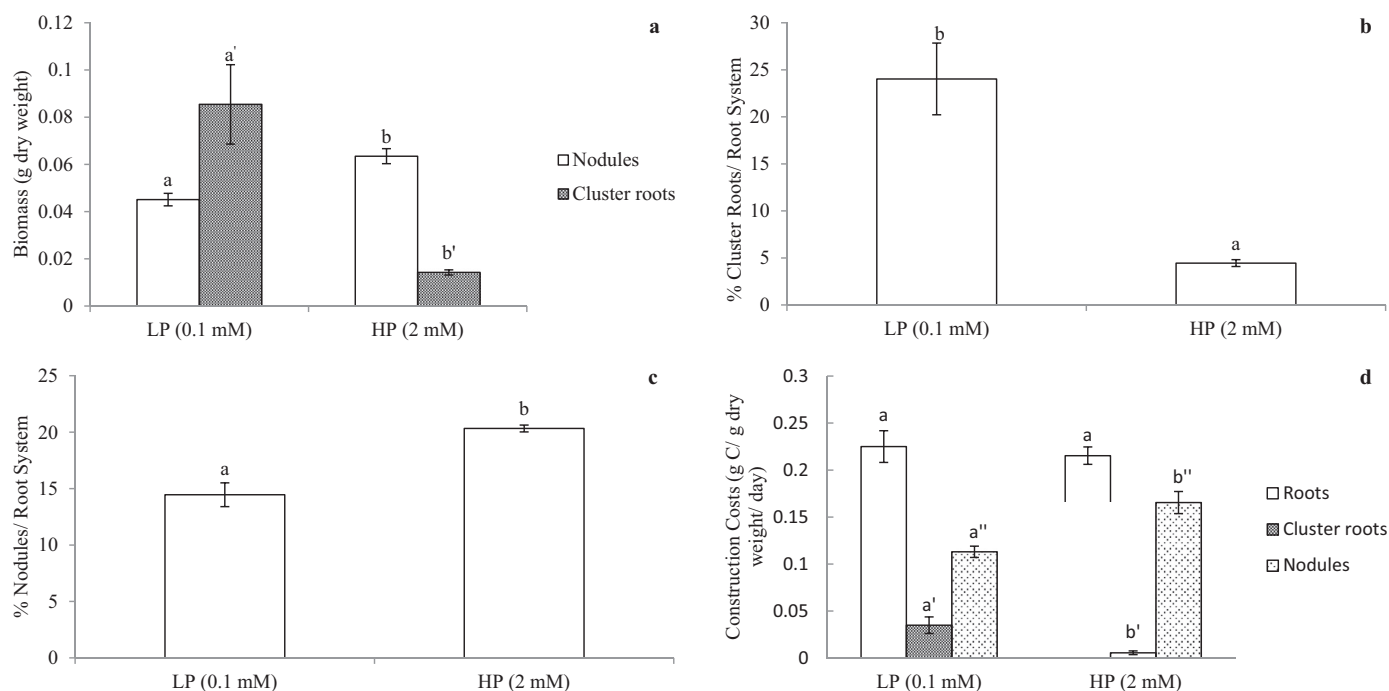 a
Biomass (g dry weight)
0.12
0.1
0.08
0.06
0.04
0.02
0
a
a'
b
b'
LP (0.1 mM)
HP (2 mM)
Nodules
Cluster roots
b
% Cluster Roots/ Root System
30
25
20
15
10
5
0
b
a
LP (0.1 mM)
HP (2 mM)
c
% Nodules/ Root System
25
20
15
10
5
0
a
b
LP (0.1 mM)
HP (2 mM)
d
Construction Costs (g C/ g dry
weight/ day)
0.3
0.25
0.2
0.15
0.1
0.05
0
a
a'
a''
a
b'
b''
LP (0.1 mM)
HP (2 mM)
Roots
Cluster roots
Nodules